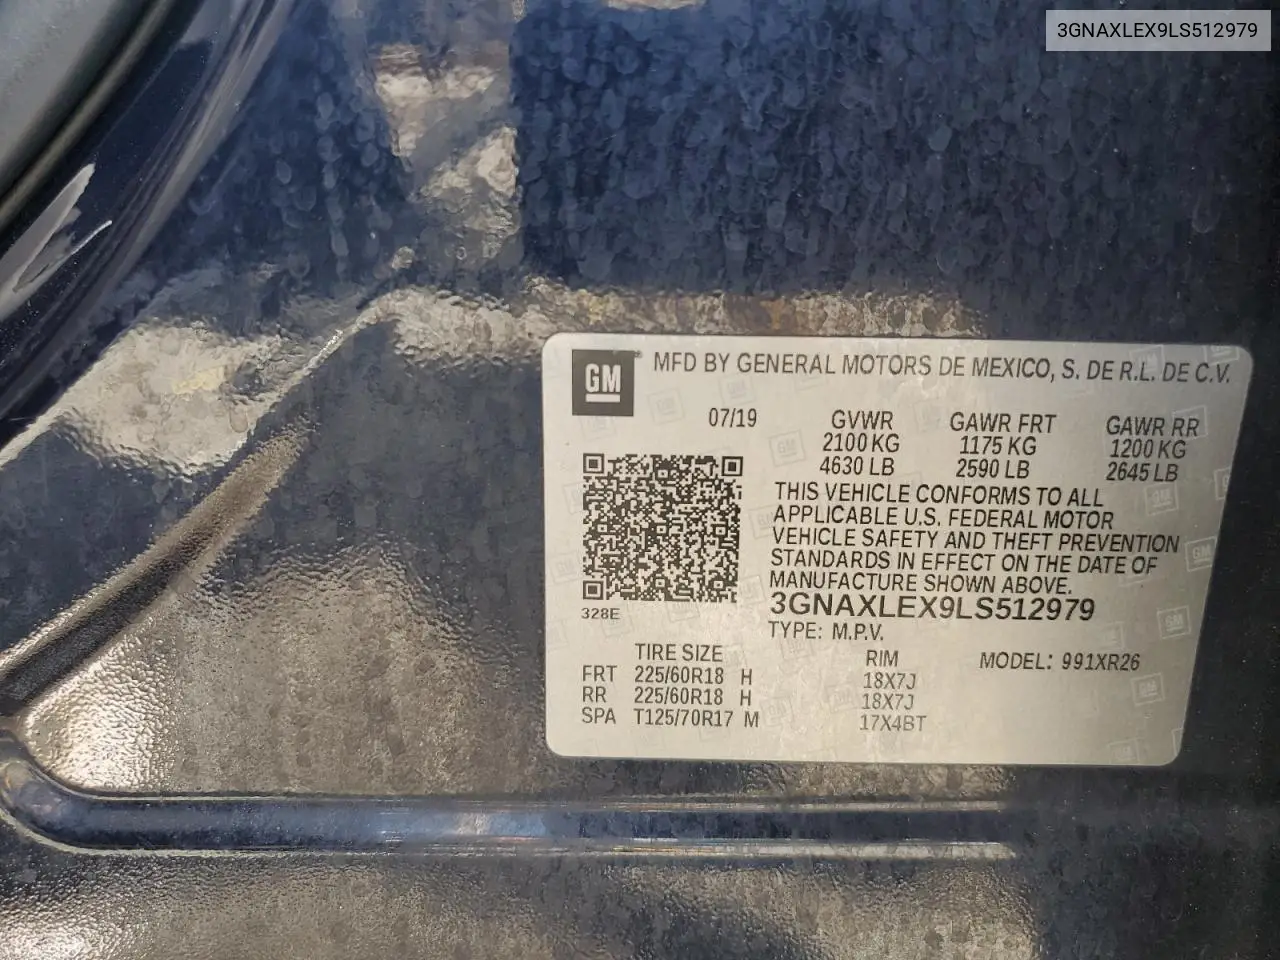 3GNAXLEX9LS512979
GM ® MFD BY GENERAL MOTORS DE MEXICO, S. DE R.L. DE C.V.
07/19 GVWR GAWR FRT GAWR RR
2100 KG 1175 KG 1200 KG
4630 LB 2590 LB 2645 LB
THIS VEHICLE CONFORMS TO ALL
APPLICABLE U.S. FEDERAL MOTOR
VEHICLE SAFETY AND THEFT PREVENTION
STANDARDS IN EFFECT ON THE DATE OF
MANUFACTURE SHOWN ABOVE.
328E 3GNAXLEX9LS512979
TYPE: M.P.V.
TIRE SIZE RIM MODEL: 991XR26
FRT 225/60R18 H 18X7J
RR 225/60R18 H 18X7J
SPA T125/70R17 M 17X4BT